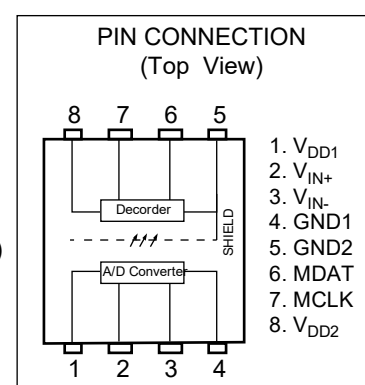 PIN CONNECTION
(Top View)
8 7 6 5
Decorder
SHIELD
A/D Converter
1 2 3 4
1. VDD1
2. VIN+
3. VIN-
4. GND1
5. GND2
6. MDAT
7. MCLK
8. VDD2
)